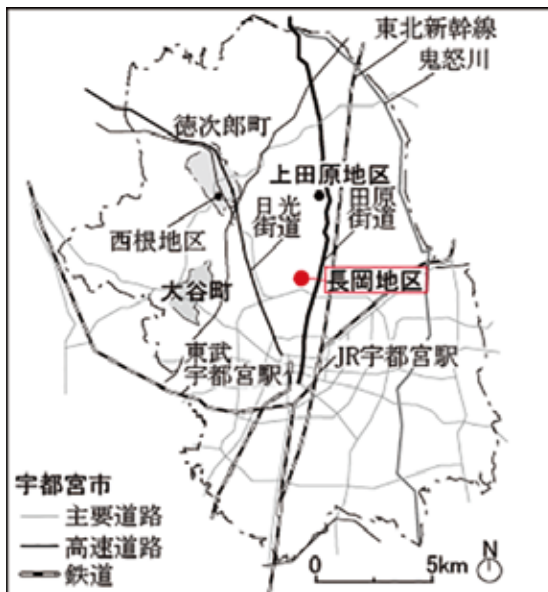 東北新幹線
鬼怒川
徳次郎町
上田原地区
日光
街道
田原
街道
西根地区
長岡地区
大谷町
東武
宇都宮駅
JR宇都宮駅
宇都宮市
主要道路
高速道路
鉄道
0
5km
N